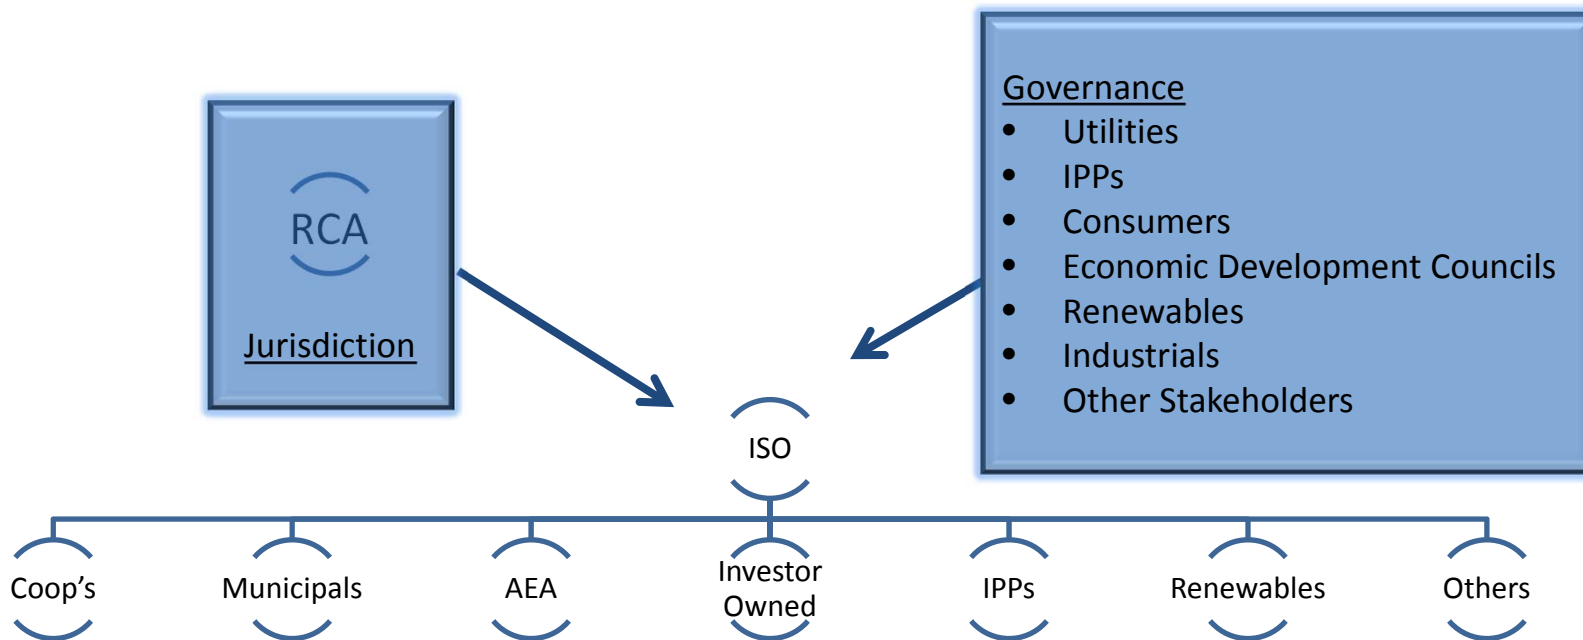 RCA
Jurisdiction
Governance
• Utilities
• IPPs
• Consumers
• Economic Development Councils
• Renewables
• Industrials
• Other Stakeholders
ISO
Coop’s
Municipals
AEA
Investor
Owned
IPPs
Renewables
Others